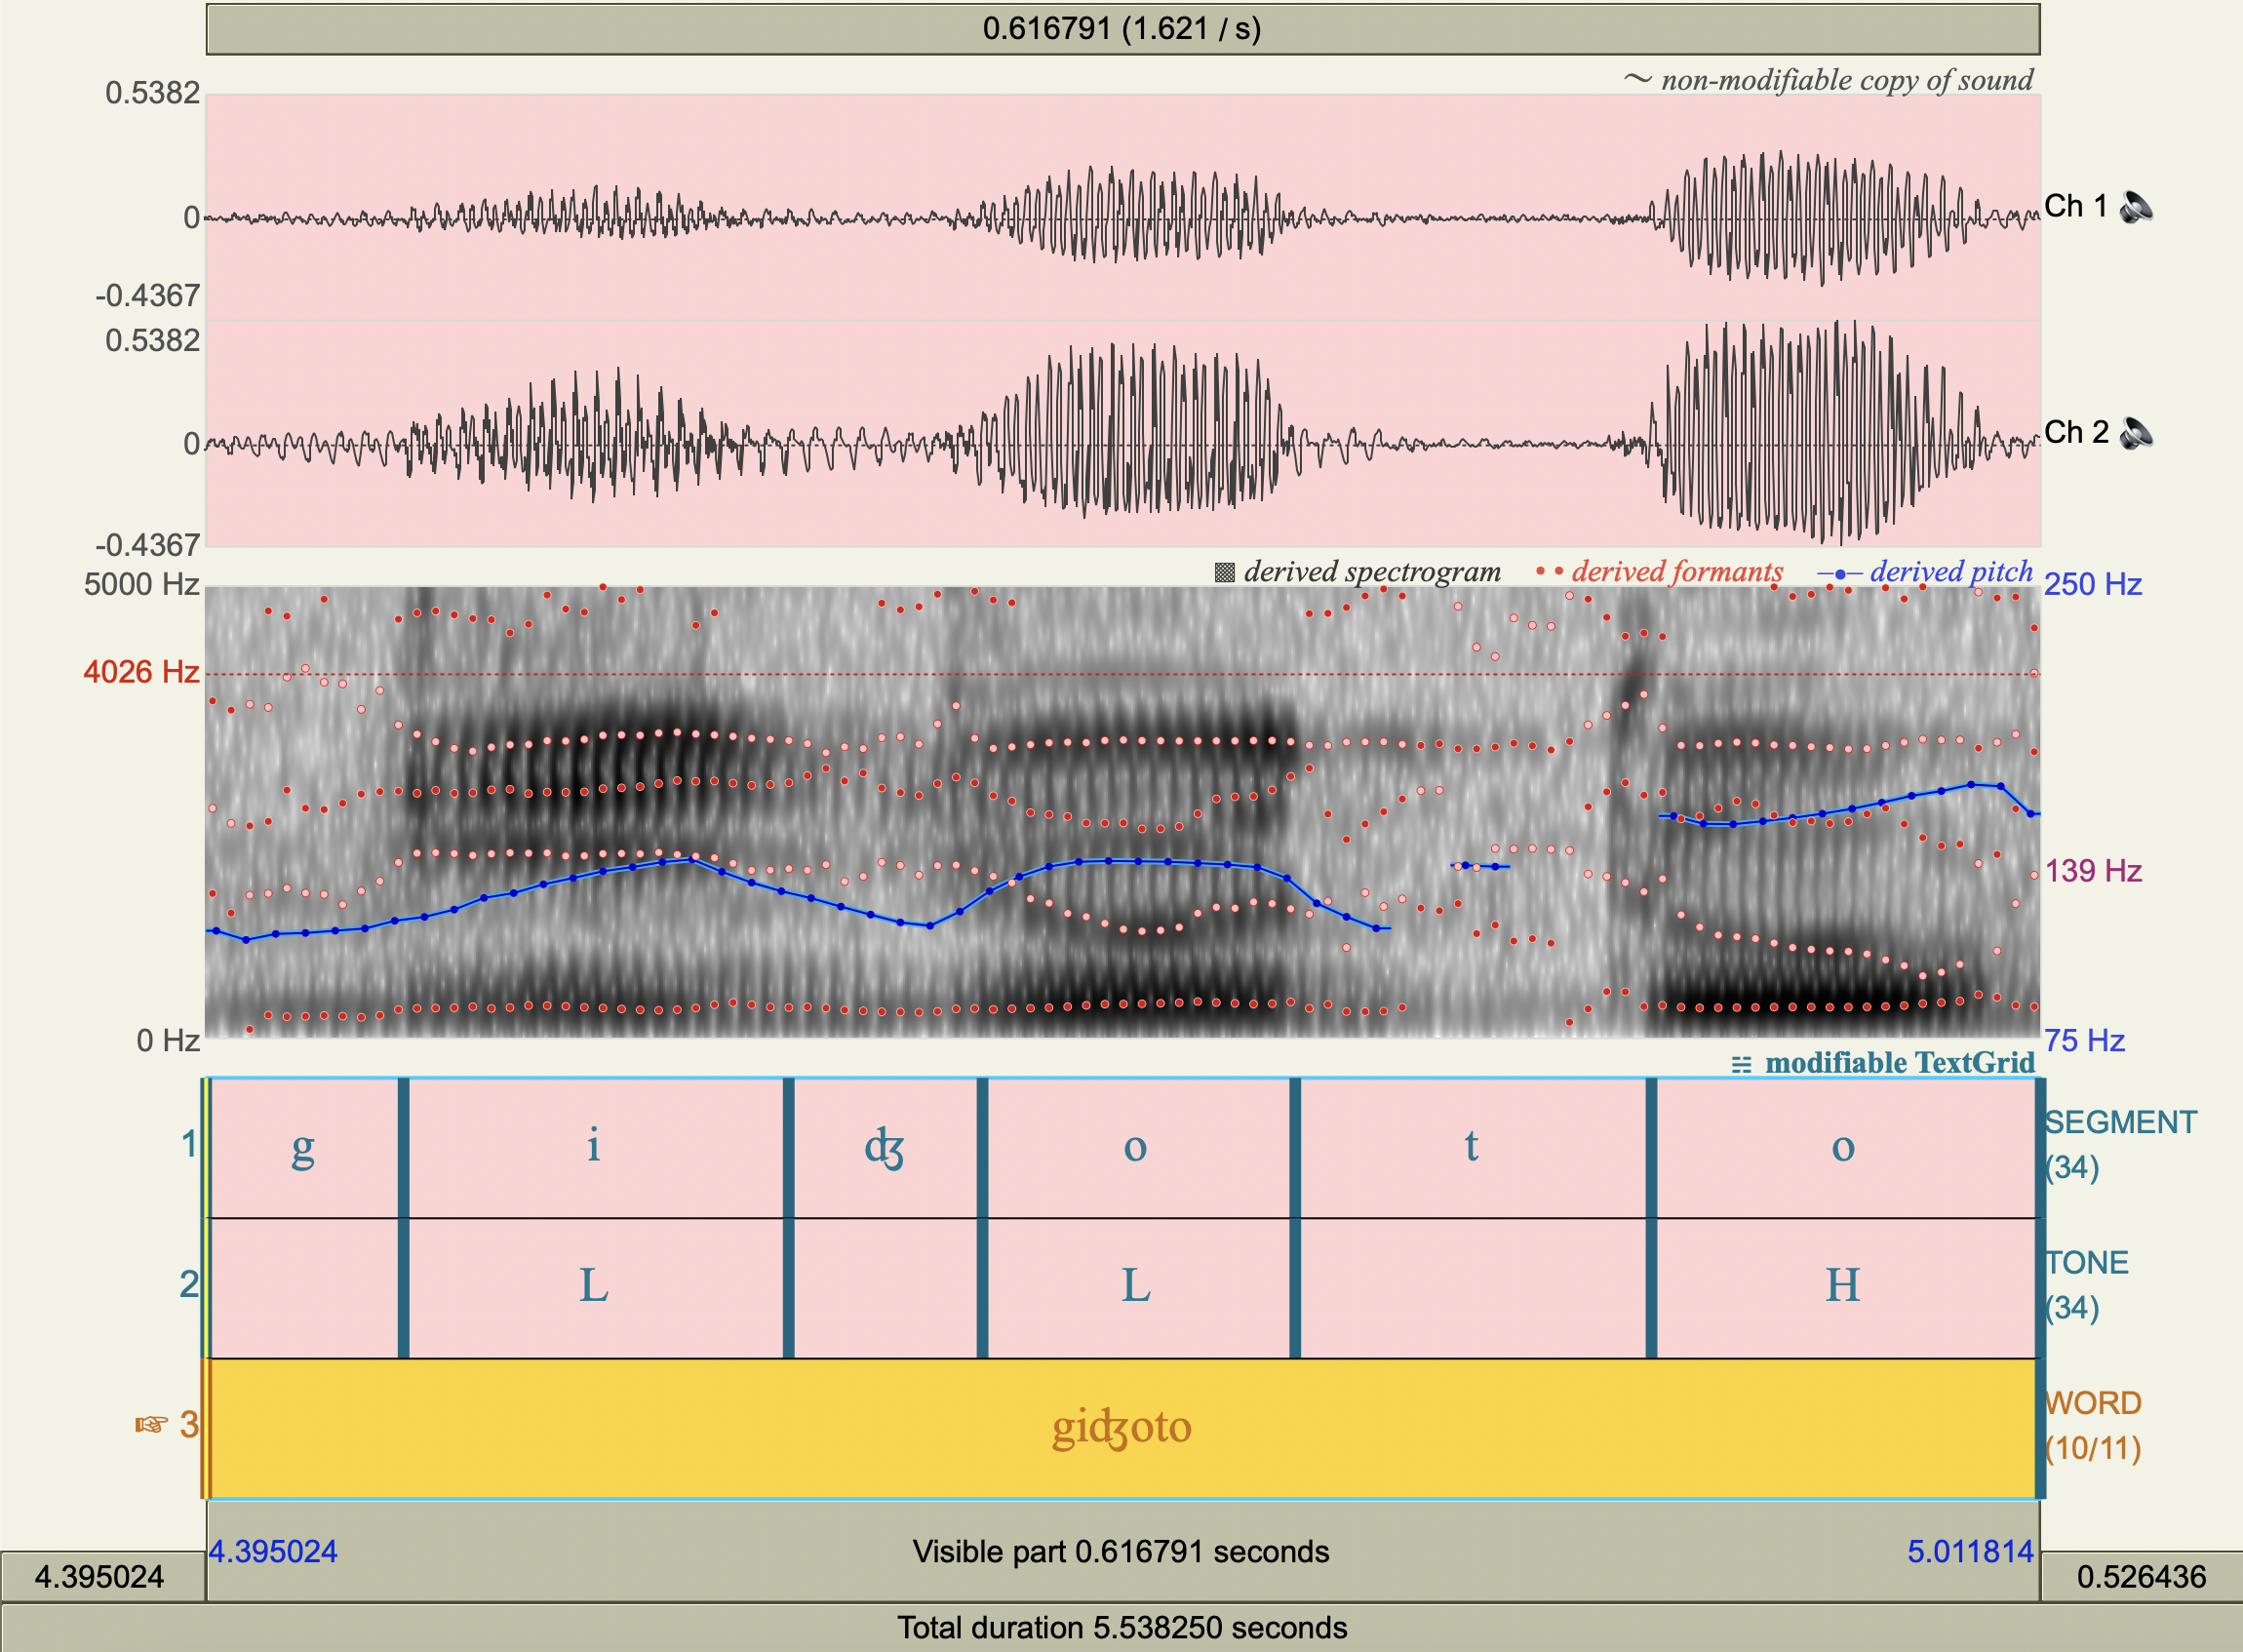 0.616791 (1.621 / s)
～ non-modifiable copy of sound
0.5382
0
-0.4367
Ch 1
0.5382
0
-0.4367
Ch 2
derived spectrogram derived formants derived pitch
5000 Hz
250 Hz
4026 Hz
139 Hz
0 Hz
75 Hz
modifiable TextGrid
1 g i ʤ o t o SEGMENT
(34)
2 L L H TONE
(34)
☞ 3 giʤoto WORD
(10/11)
4.395024 Visible part 0.616791 seconds 5.011814
4.395024 0.526436
Total duration 5.538250 seconds